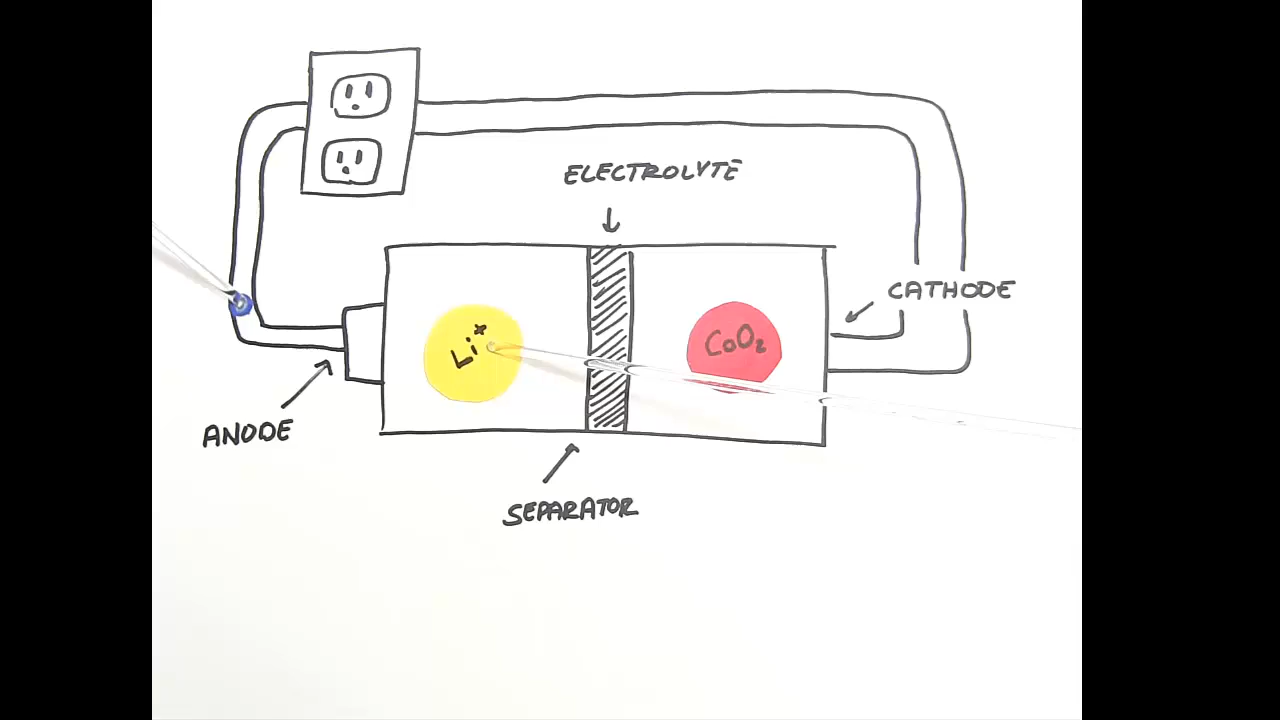 ELECTROLYTE
CATHODE
Li+
CoO2
ANODE
SEPARATOR